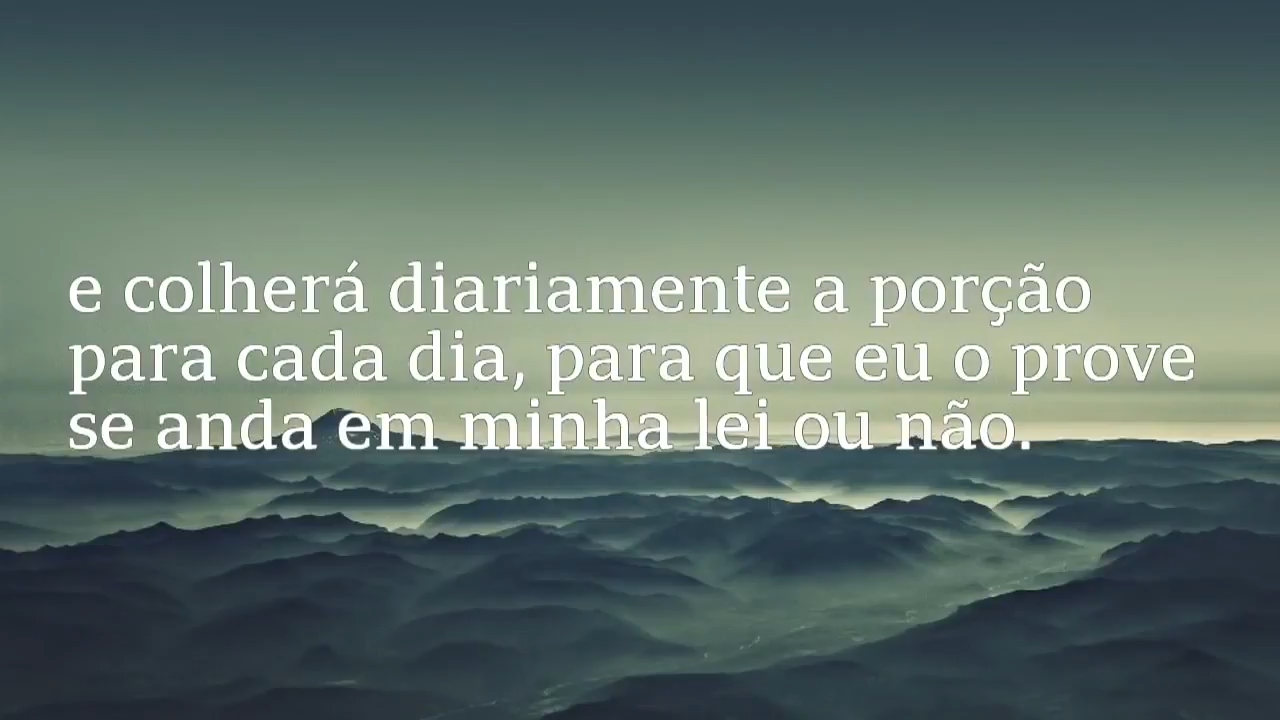 e colherá diariamente a porção
para cada dia, para que eu o prove
se anda em minha lei ou não.